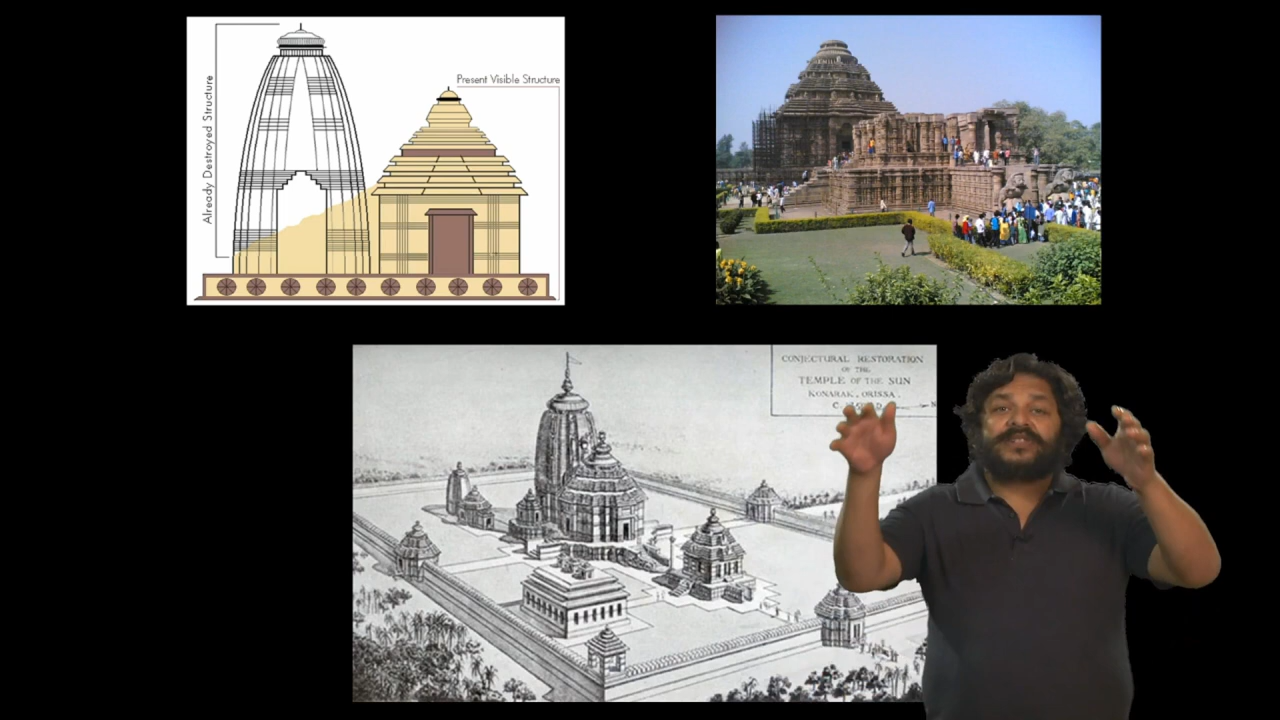 Already Destroyed Structure
Present Visible Structure
CONJECTURAL RESTORATION
OF THE
TEMPLE OF THE SUN
KONARAK, ORISSA.